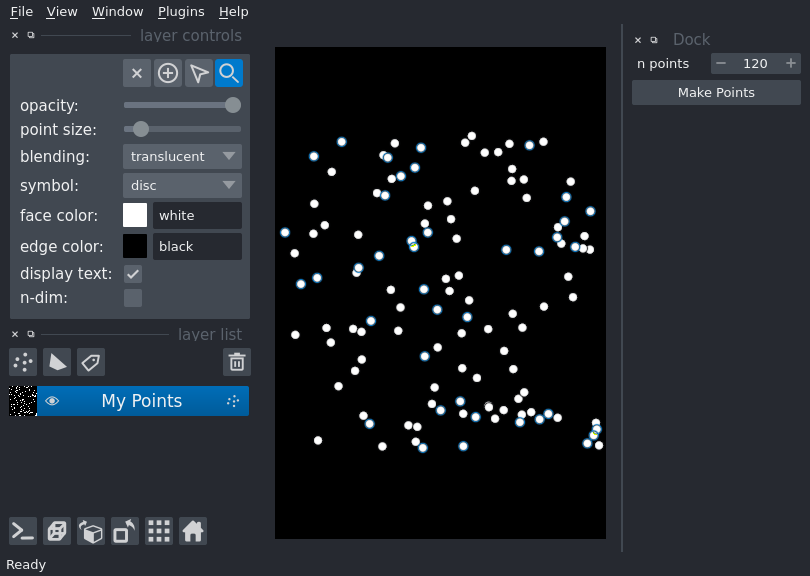 File View Window Plugins Help
layer controls
opacity:
point size:
blending: translucent
symbol: disc
face color: white
edge color: black
display text:
n-dim:
layer list
My Points
Ready
Dock
n points 120
Make Points